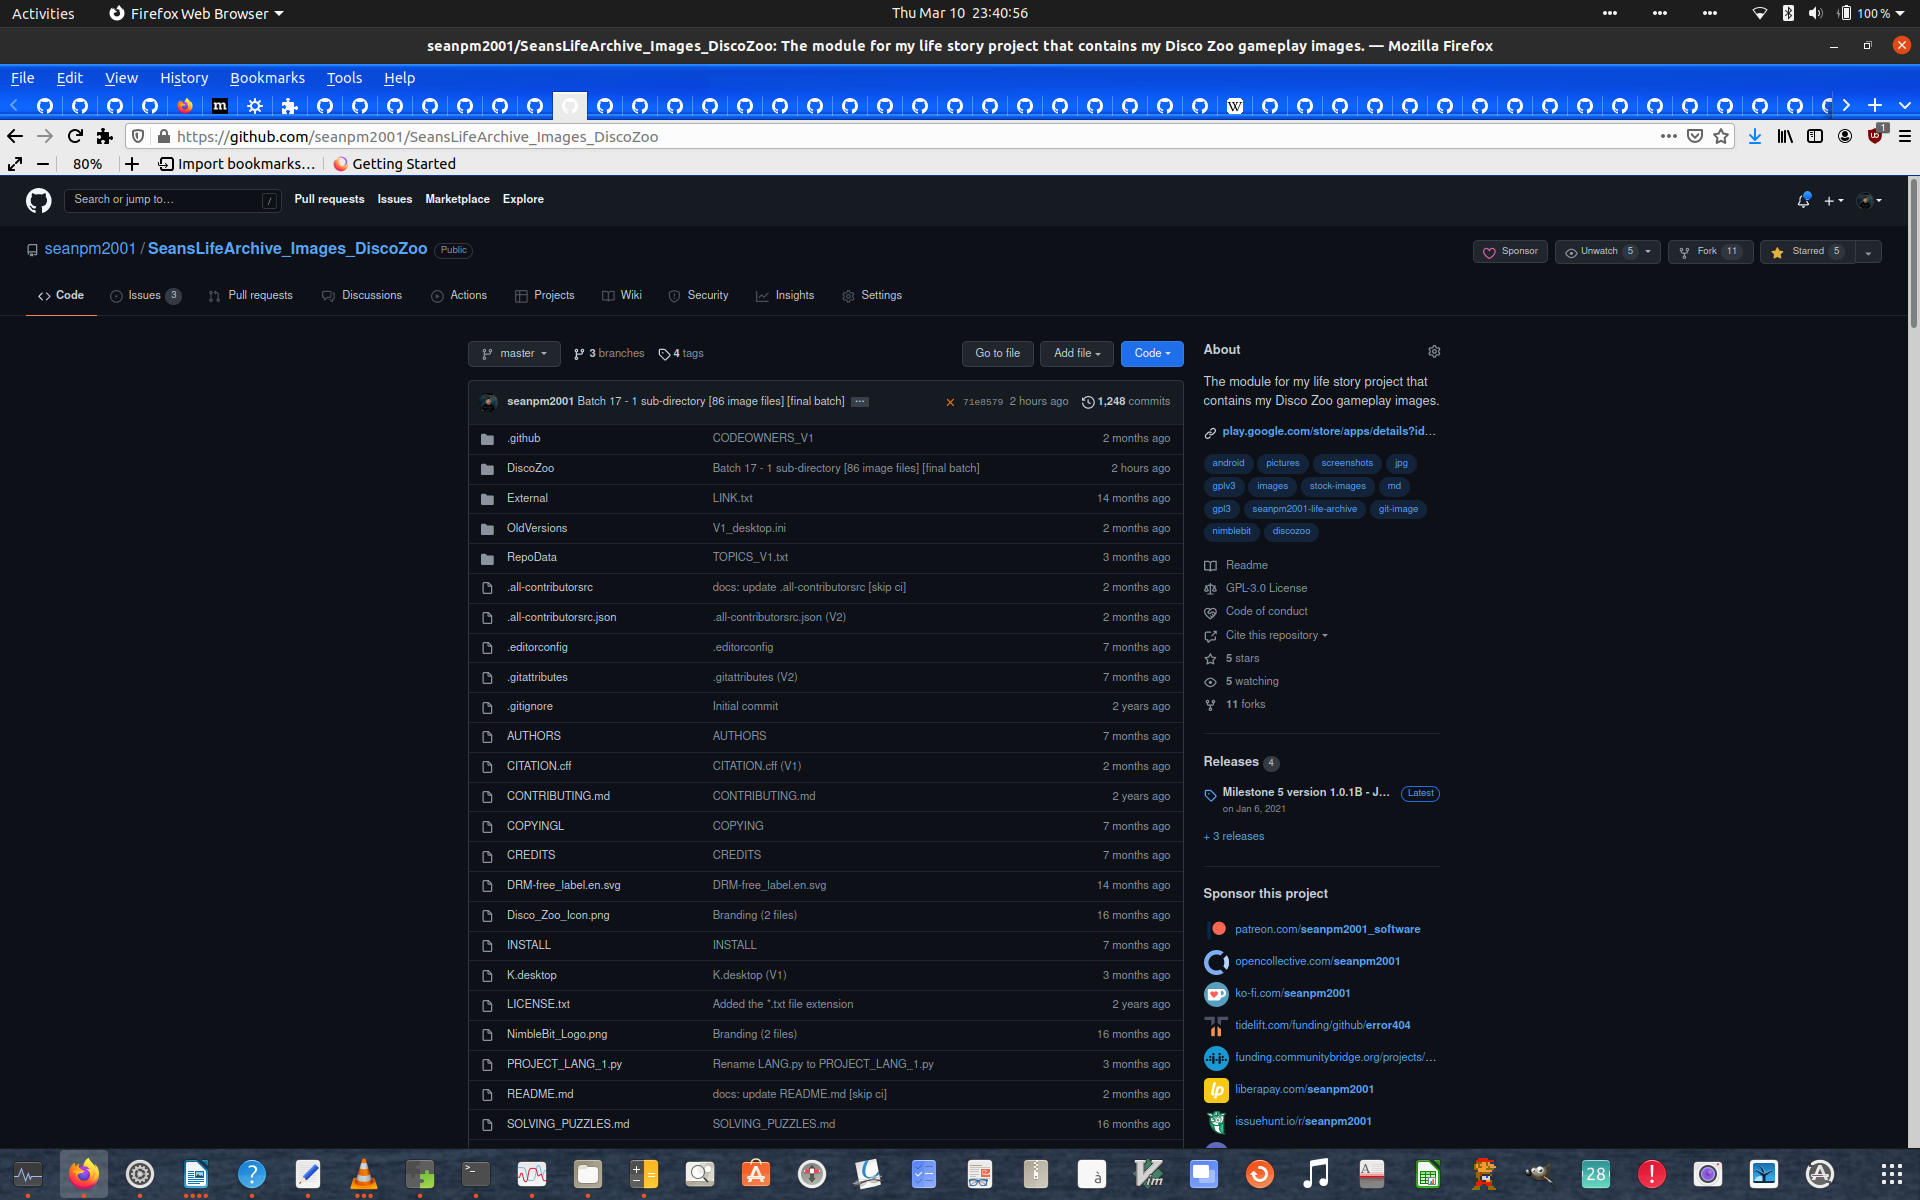 Activities Firefox Web Browser Thu Mar 10 23:40:56 100 %
seanpm2001/SeansLifeArchive_Images_DiscoZoo: The module for my life story project that contains my Disco Zoo gameplay images. — Mozilla Firefox
File Edit View History Bookmarks Tools Help
https://github.com/seanpm2001/SeansLifeArchive_Images_DiscoZoo 1
80% Import bookmarks… Getting Started
Search or jump to… / Pull requests Issues Marketplace Explore
seanpm2001 / SeansLifeArchive_Images_DiscoZoo Public Sponsor Unwatch 5 Fork 11 Starred 5
Code Issues 3 Pull requests Discussions Actions Projects Wiki Security Insights Settings
master 3 branches 4 tags Go to file Add file Code
seanpm2001 Batch 17 - 1 sub-directory [86 image files] [final batch] 71e8579 2 hours ago 1,248 commits
.github CODEOWNERS_V1 2 months ago
DiscoZoo Batch 17 - 1 sub-directory [86 image files] [final batch] 2 hours ago
External LINK.txt 14 months ago
OldVersions V1_desktop.ini 2 months ago
RepoData TOPICS_V1.txt 3 months ago
.all-contributorsrc docs: update .all-contributorsrc [skip ci] 2 months ago
.all-contributorsrc.json .all-contributorsrc.json (V2) 2 months ago
.editorconfig .editorconfig 7 months ago
.gitattributes .gitattributes (V2) 7 months ago
.gitignore Initial commit 2 years ago
AUTHORS AUTHORS 7 months ago
CITATION.cff CITATION.cff (V1) 2 months ago
CONTRIBUTING.md CONTRIBUTING.md 2 years ago
COPYINGL COPYING 7 months ago
CREDITS CREDITS 7 months ago
DRM-free_label.en.svg DRM-free_label.en.svg 14 months ago
Disco_Zoo_Icon.png Branding (2 files) 16 months ago
INSTALL INSTALL 7 months ago
K.desktop K.desktop (V1) 3 months ago
LICENSE.txt Added the *.txt file extension 2 years ago
NimbleBit_Logo.png Branding (2 files) 16 months ago
PROJECT_LANG_1.py Rename LANG.py to PROJECT_LANG_1.py 3 months ago
README.md docs: update README.md [skip ci] 2 months ago
SOLVING_PUZZLES.md SOLVING_PUZZLES.md 16 months ago
About
The module for my life story project that
contains my Disco Zoo gameplay images.
play.google.com/store/apps/details?id…
android pictures screenshots jpg
gplv3 images stock-images md
gpl3 seanpm2001-life-archive git-image
nimblebit discozoo
Readme
GPL-3.0 License
Code of conduct
Cite this repository
5 stars
5 watching
11 forks
Releases 4
Milestone 5 version 1.0.1B - J… Latest
on Jan 6, 2021
+ 3 releases
Sponsor this project
patreon.com/seanpm2001_software
opencollective.com/seanpm2001
ko-fi.com/seanpm2001
tidelift.com/funding/github/error404
funding.communitybridge.org/projects/…
liberapay.com/seanpm2001
issuehunt.io/r/seanpm2001
28